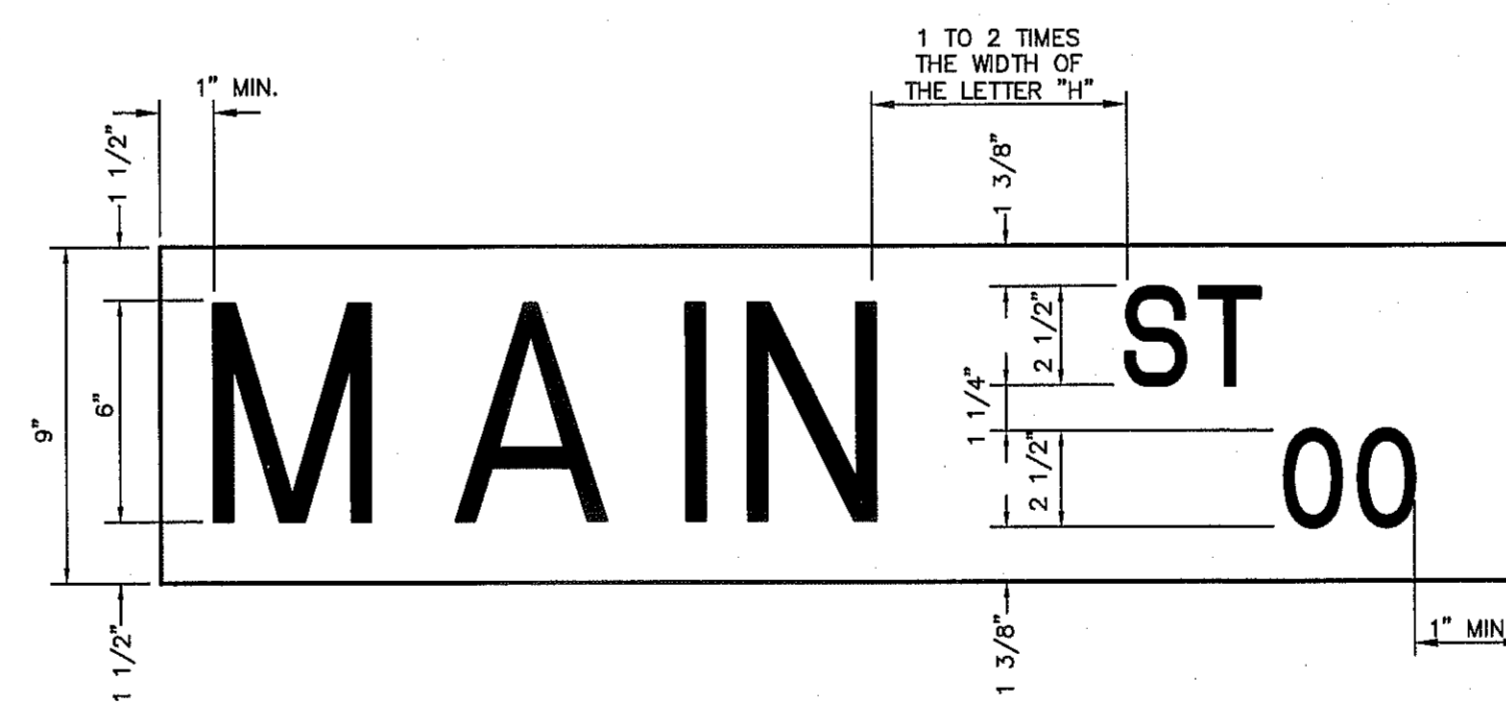 1 TO 2 TIMES
THE WIDTH OF
THE LETTER "H"
1" MIN.
1 1/2"
1 3/8"
9"
6"
MAIN ST
2 1/2"
1 1/4"
2 1/2"
00
1 1/2"
1 3/8"
1" MIN